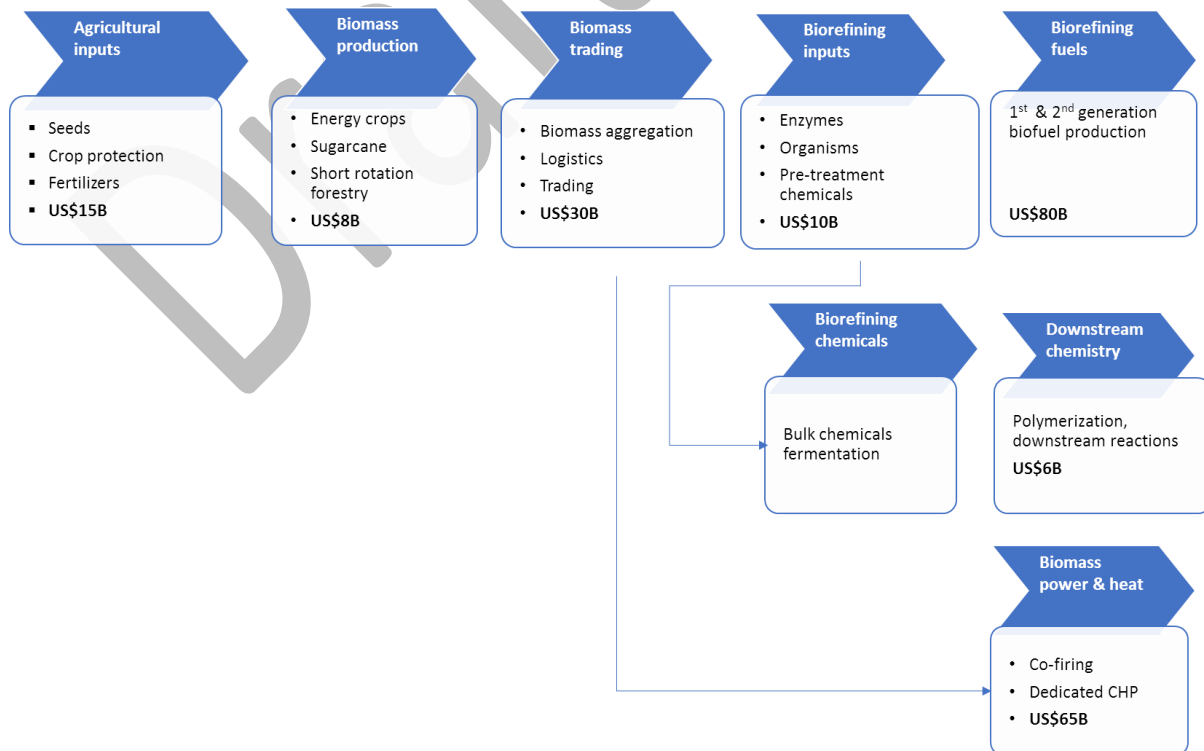 Agricultural
inputs
▪ Seeds
▪ Crop protection
▪ Fertilizers
▪ US$15B
Biomass
production
• Energy crops
• Sugarcane
• Short rotation
forestry
• US$8B
Biomass
trading
• Biomass aggregation
• Logistics
• Trading
• US$30B
Biorefining
inputs
• Enzymes
• Organisms
• Pre-treatment
chemicals
• US$10B
Biorefining
fuels
1st & 2nd generation
biofuel production
US$80B
Biorefining
chemicals
Bulk chemicals
fermentation
Downstream
chemistry
Polymerization,
downstream reactions
US$6B
Biomass
power & heat
• Co-firing
• Dedicated CHP
• US$65B